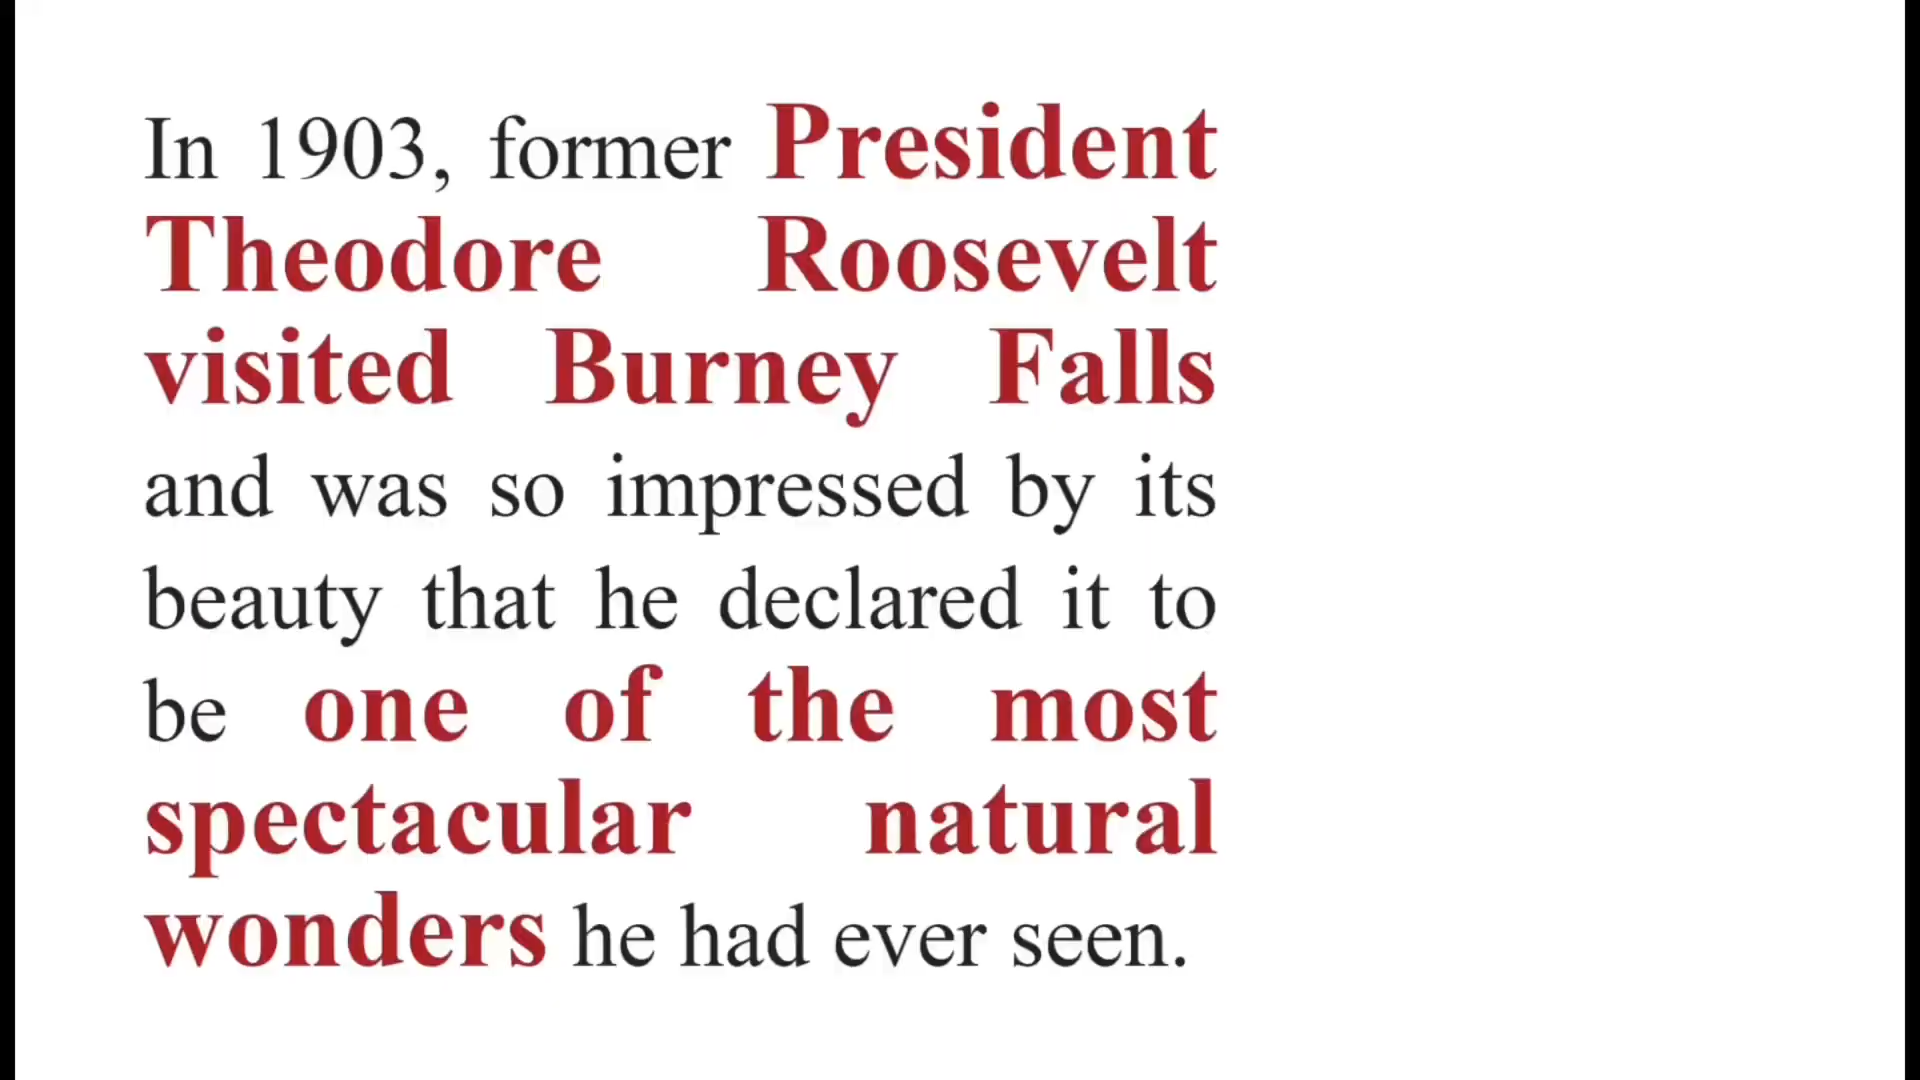 In 1903, former President
Theodore Roosevelt
visited Burney Falls
and was so impressed by its
beauty that he declared it to
be one of the most
spectacular natural
wonders he had ever seen.